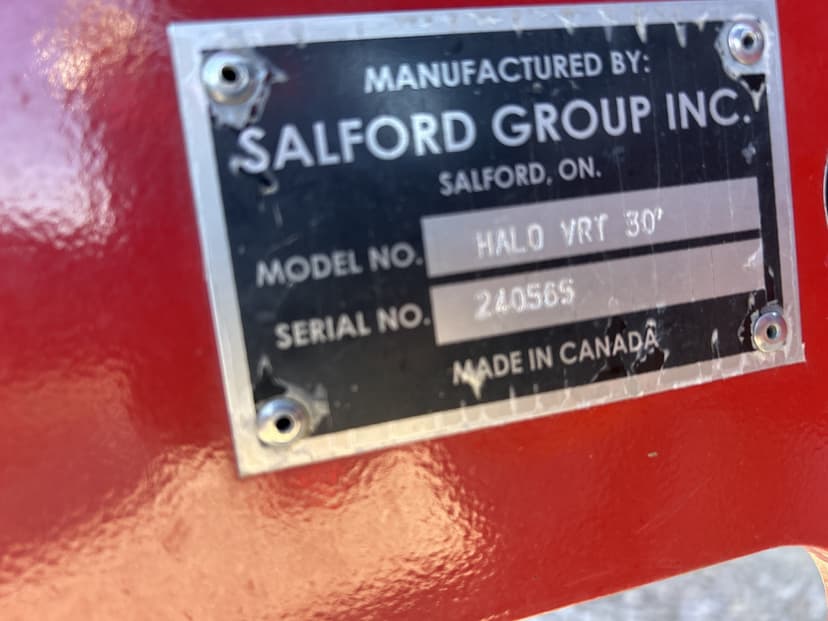 MANUFACTURED BY:
SALFORD GROUP INC.
SALFORD, ON.
MODEL NO. HALO VRT 30'
SERIAL NO. 240565
MADE IN CANADA